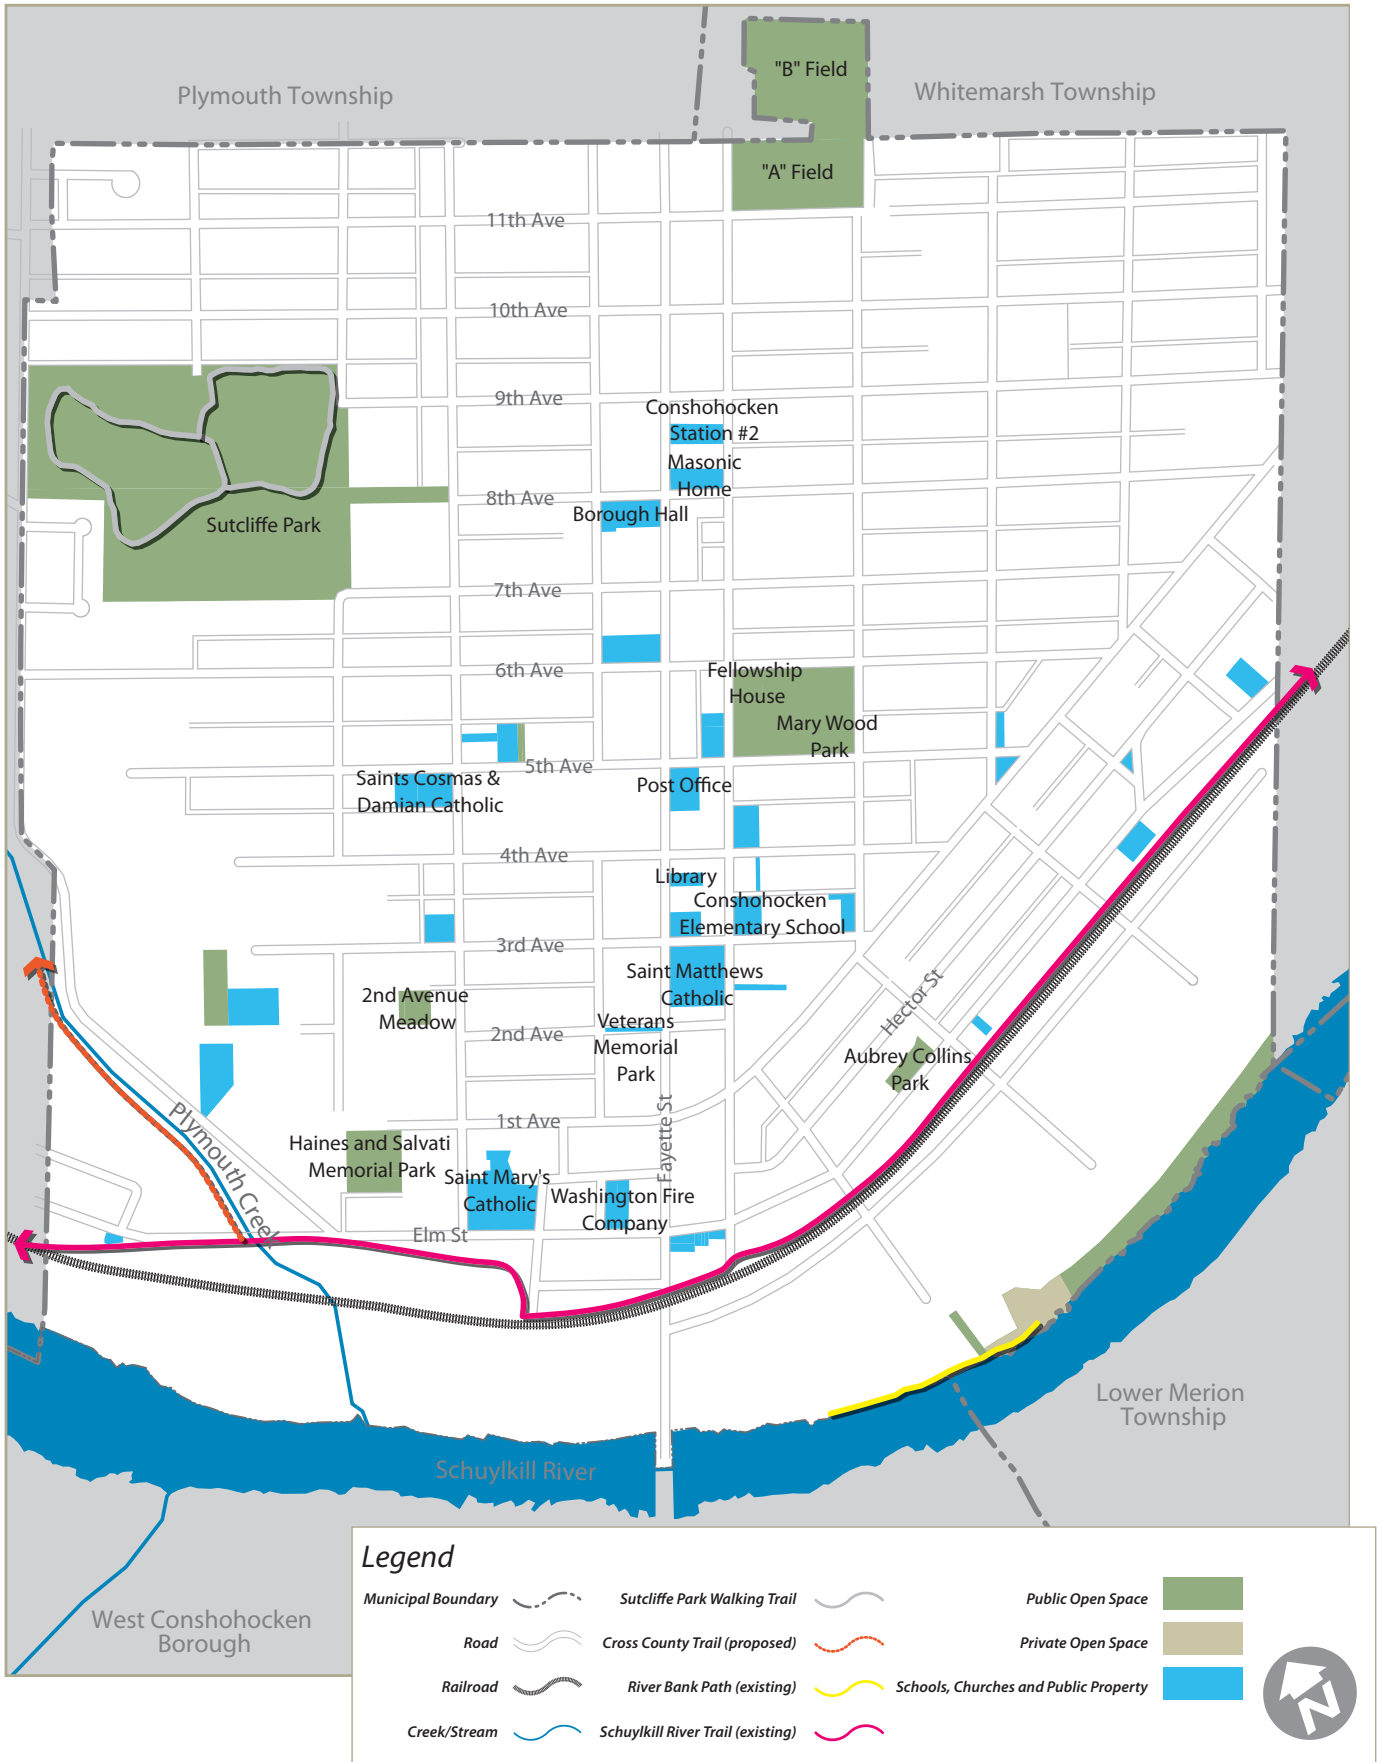 "B" Field
Plymouth Township
Whitemarsh Township
"A" Field
11th Ave
10th Ave
9th Ave
Conshohocken
Station #2
Masonic
Home
8th Ave
Borough Hall
Sutcliffe Park
7th Ave
6th Ave
Fellowship
House
Mary Wood
Park
5th Ave
Saints Cosmas &
Damian Catholic
Post Office
4th Ave
Library
Conshohocken
Elementary School
3rd Ave
Saint Matthews
Catholic
2nd Avenue
Meadow
Hector St
2nd Ave
Veterans
Memorial
Park
Aubrey Collins
Park
1st Ave
Fayette St
Plymouth Creek
Haines and Salvati
Memorial Park
Saint Mary's
Catholic
Washington Fire
Company
Elm St
Lower Merion
Township
Schuylkill River
West Conshohocken
Borough
Legend
Municipal Boundary
Road
Railroad
Creek/Stream
Sutcliffe Park Walking Trail
Cross County Trail (proposed)
River Bank Path (existing)
Schuylkill River Trail (existing)
Public Open Space
Private Open Space
Schools, Churches and Public Property
N